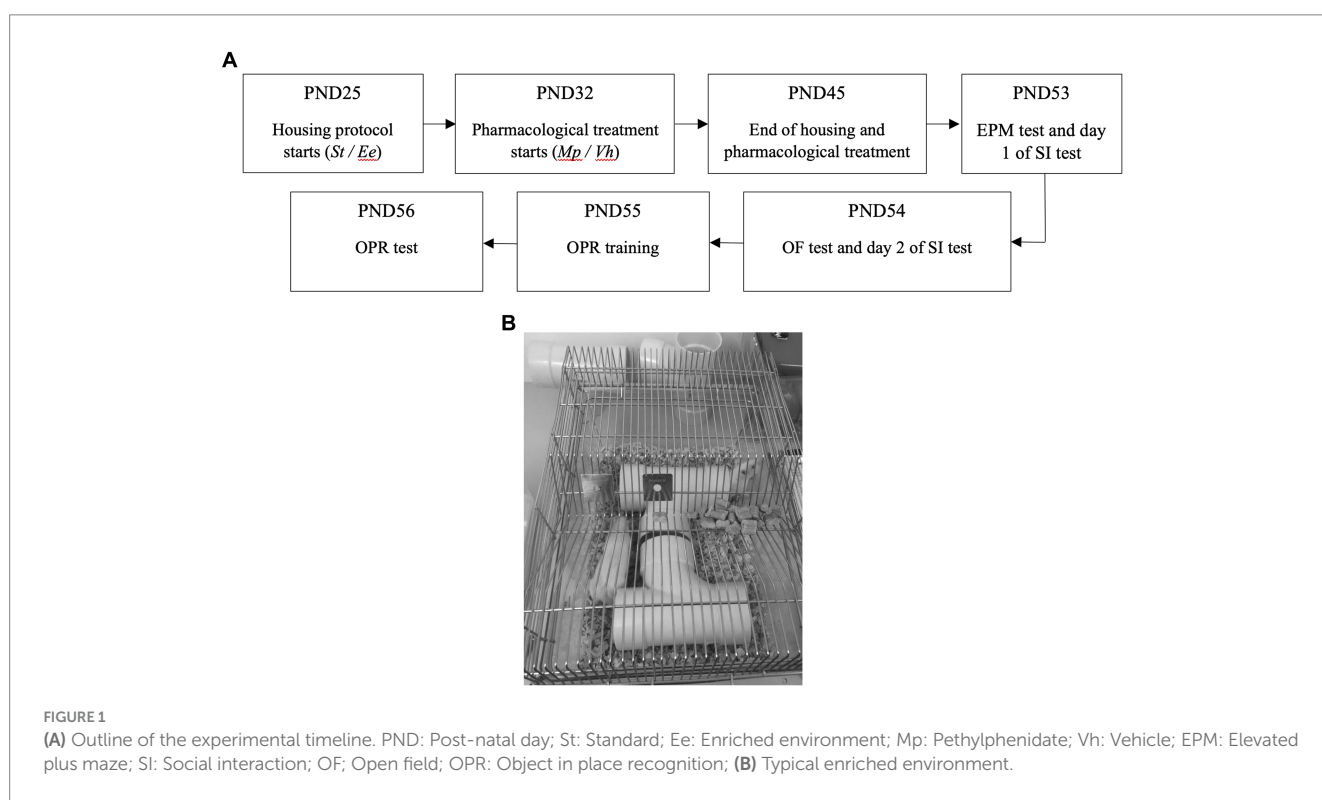 A
PND25
Housing protocol
starts (St / Ee)
PND32
Pharmacological treatment
starts (Mp / Vh)
PND45
End of housing and
pharmacological treatment
PND53
EPM test and day
1 of SI test
PND56
OPR test
PND55
OPR training
PND54
OF test and day 2 of SI test
B
FIGURE 1
(A) Outline of the experimental timeline. PND: Post-natal day; St: Standard; Ee: Enriched environment; Mp: Pethylphenidate; Vh: Vehicle; EPM: Elevated
plus maze; SI: Social interaction; OF; Open field; OPR: Object in place recognition; (B) Typical enriched environment.